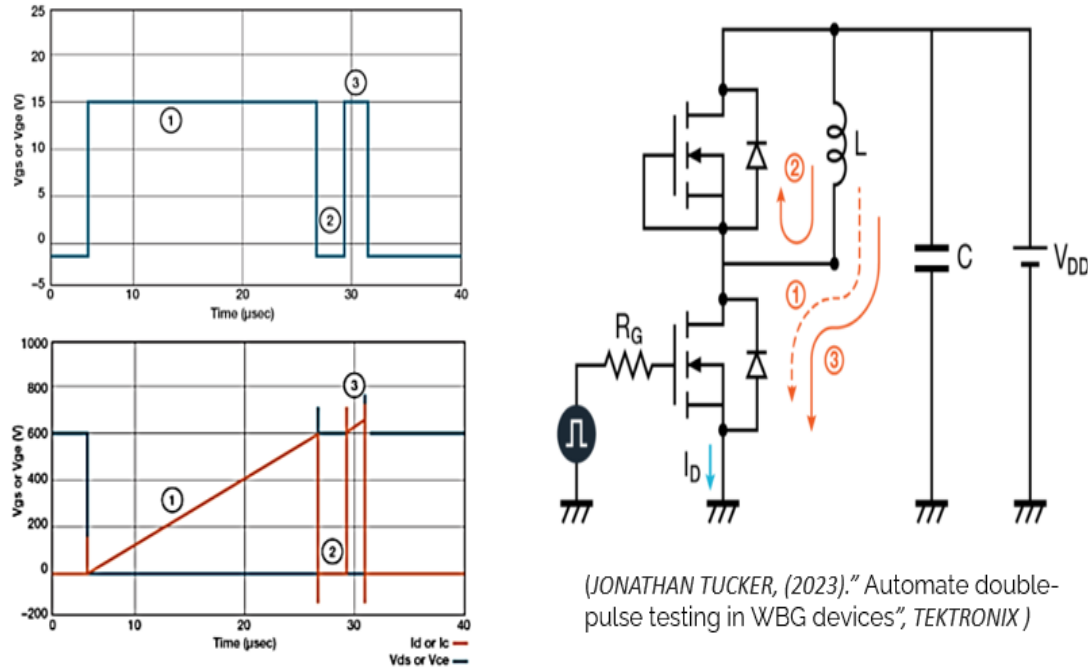 25
20
15
10
5
0
−5
Vgs or Vge (V)
①
②
③
0
10
20
30
40
Time (µsec)
1000
800
600
400
200
0
−200
Vgs or Vge (V)
①
②
③
0
10
20
30
40
Time (µsec)
Id or Ic
Vds or Vce
L
②
①
③
C
VDD
RG
ID
(JONATHAN TUCKER, (2023).” Automate double-
pulse testing in WBG devices”, TEKTRONIX )